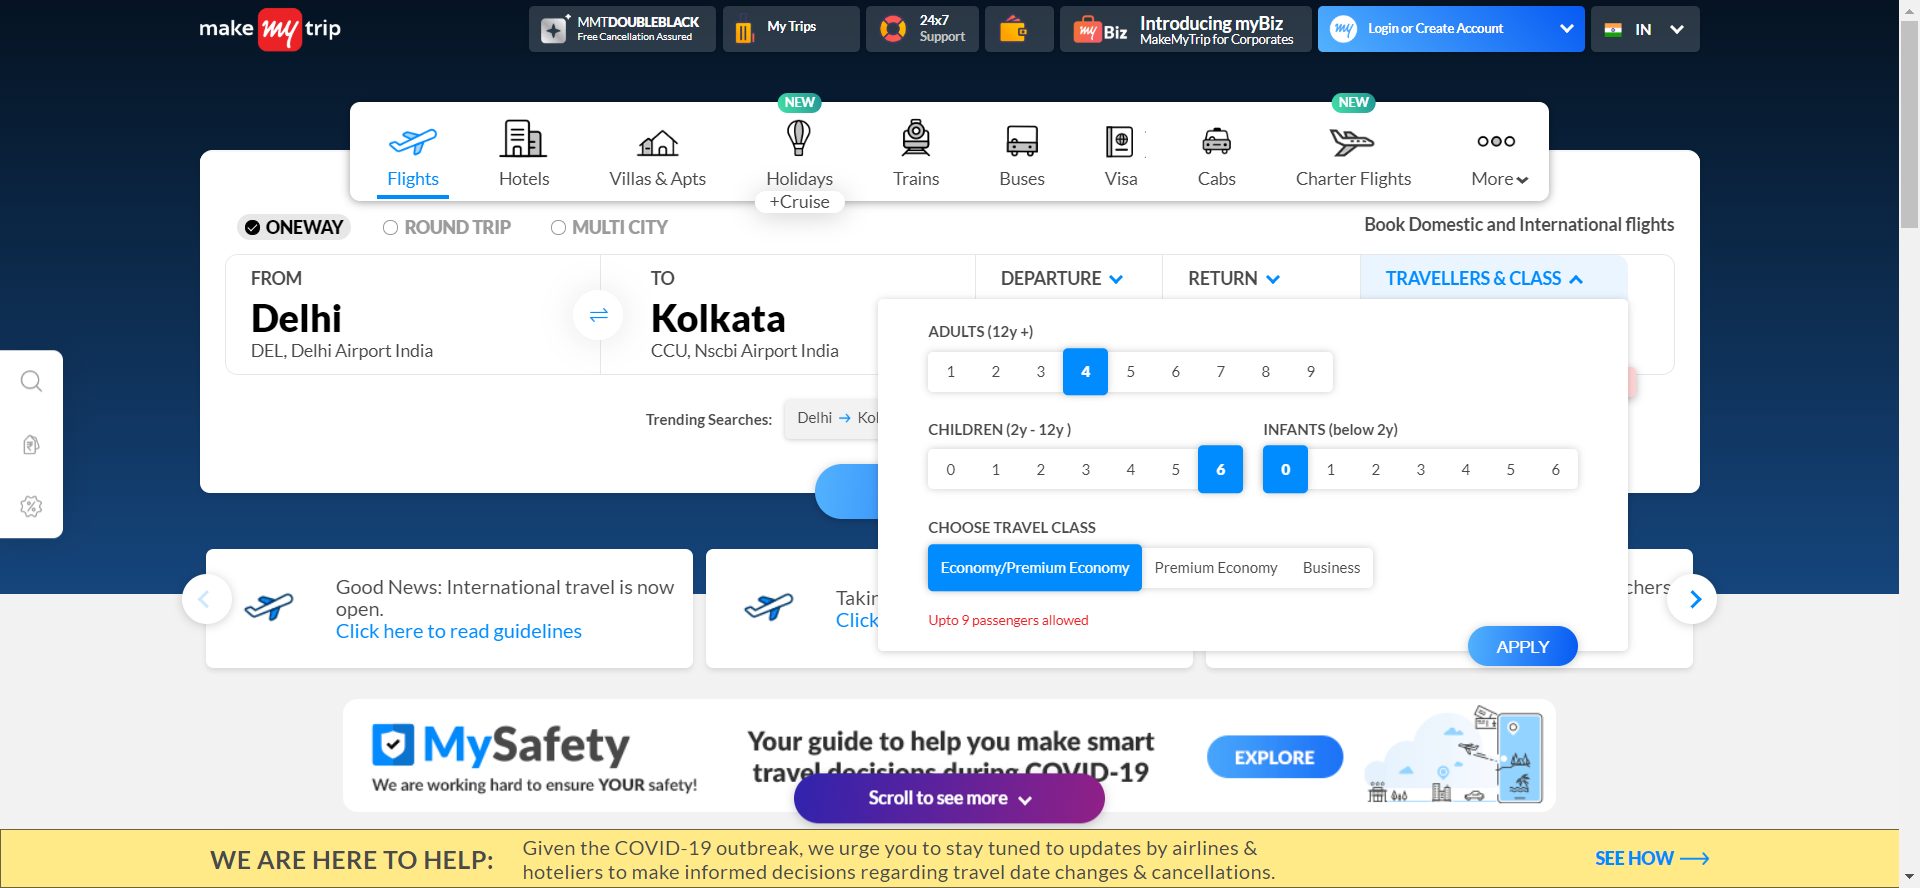 make my trip
MMTDOUBLEBLACK
Free Cancellation Assured
My Trips
24x7
Support
my Biz
Introducing myBiz
MakeMyTrip for Corporates
my
Login or Create Account
IN
NEW
NEW
Flights
Hotels
Villas & Apts
Holidays
+Cruise
Trains
Buses
Visa
Cabs
Charter Flights
More
ONEWAY
ROUND TRIP
MULTI CITY
Book Domestic and International flights
FROM
Delhi
DEL, Delhi Airport India
TO
Kolkata
CCU, Nscbi Airport India
DEPARTURE
RETURN
TRAVELLERS & CLASS
ADULTS (12y +)
1 2 3 4 5 6 7 8 9
CHILDREN (2y - 12y )
0 1 2 3 4 5 6
INFANTS (below 2y)
0 1 2 3 4 5 6
CHOOSE TRAVEL CLASS
Economy/Premium Economy
Premium Economy
Business
Upto 9 passengers allowed
APPLY
Trending Searches:
Delhi → Kol
Good News: International travel is now
open.
Click here to read guidelines
Takin
Click
chers
MySafety
We are working hard to ensure YOUR safety!
Your guide to help you make smart
travel decisions during COVID-19
EXPLORE
Scroll to see more
WE ARE HERE TO HELP:
Given the COVID-19 outbreak, we urge you to stay tuned to updates by airlines &
hoteliers to make informed decisions regarding travel date changes & cancellations.
SEE HOW